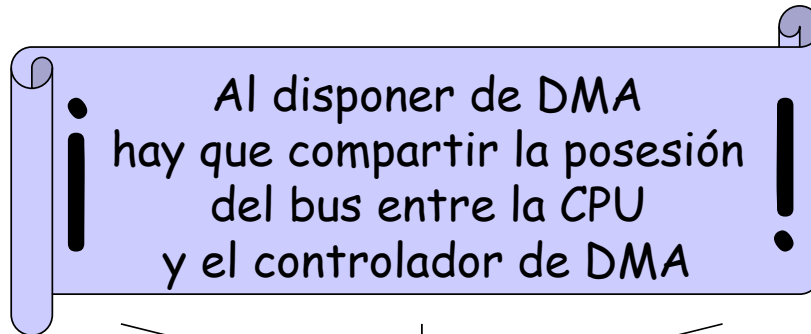 ¡ Al disponer de DMA
hay que compartir la posesión
del bus entre la CPU
y el controlador de DMA !